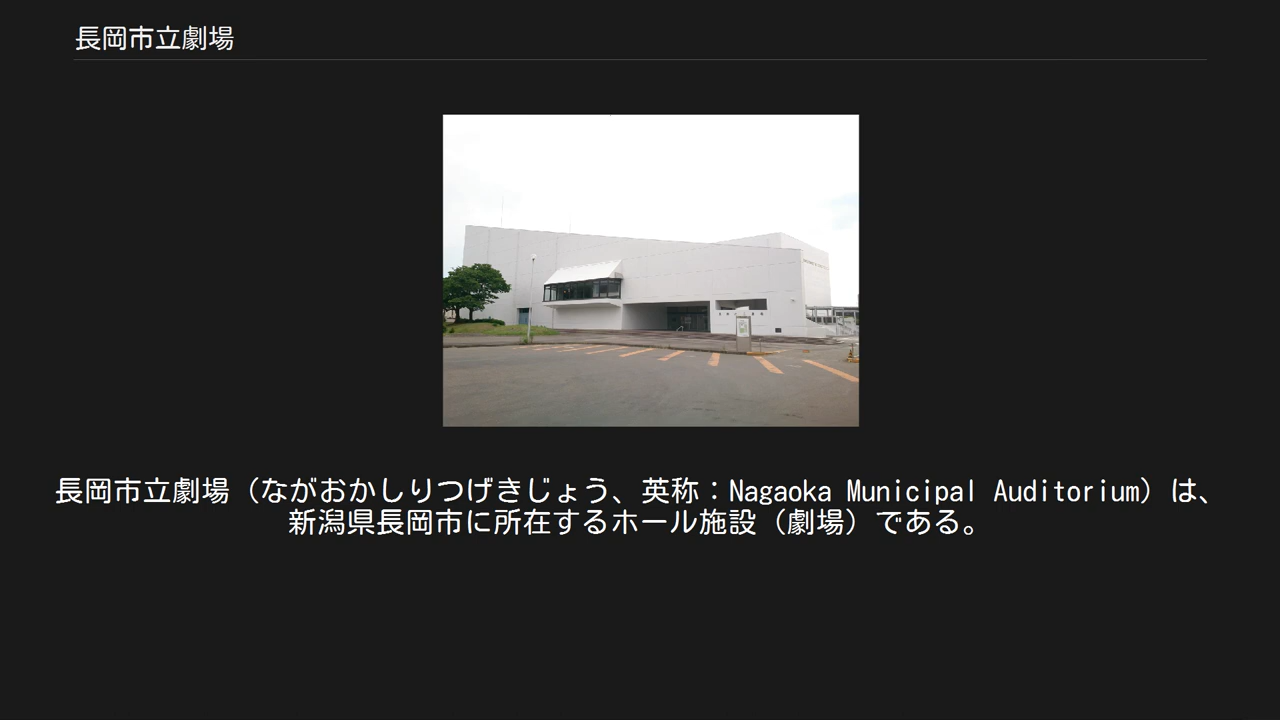 長岡市立劇場
長岡市立劇場（ながおかしりつげきじょう、英称：Nagaoka Municipal Auditorium）は、
新潟県長岡市に所在するホール施設（劇場）である。